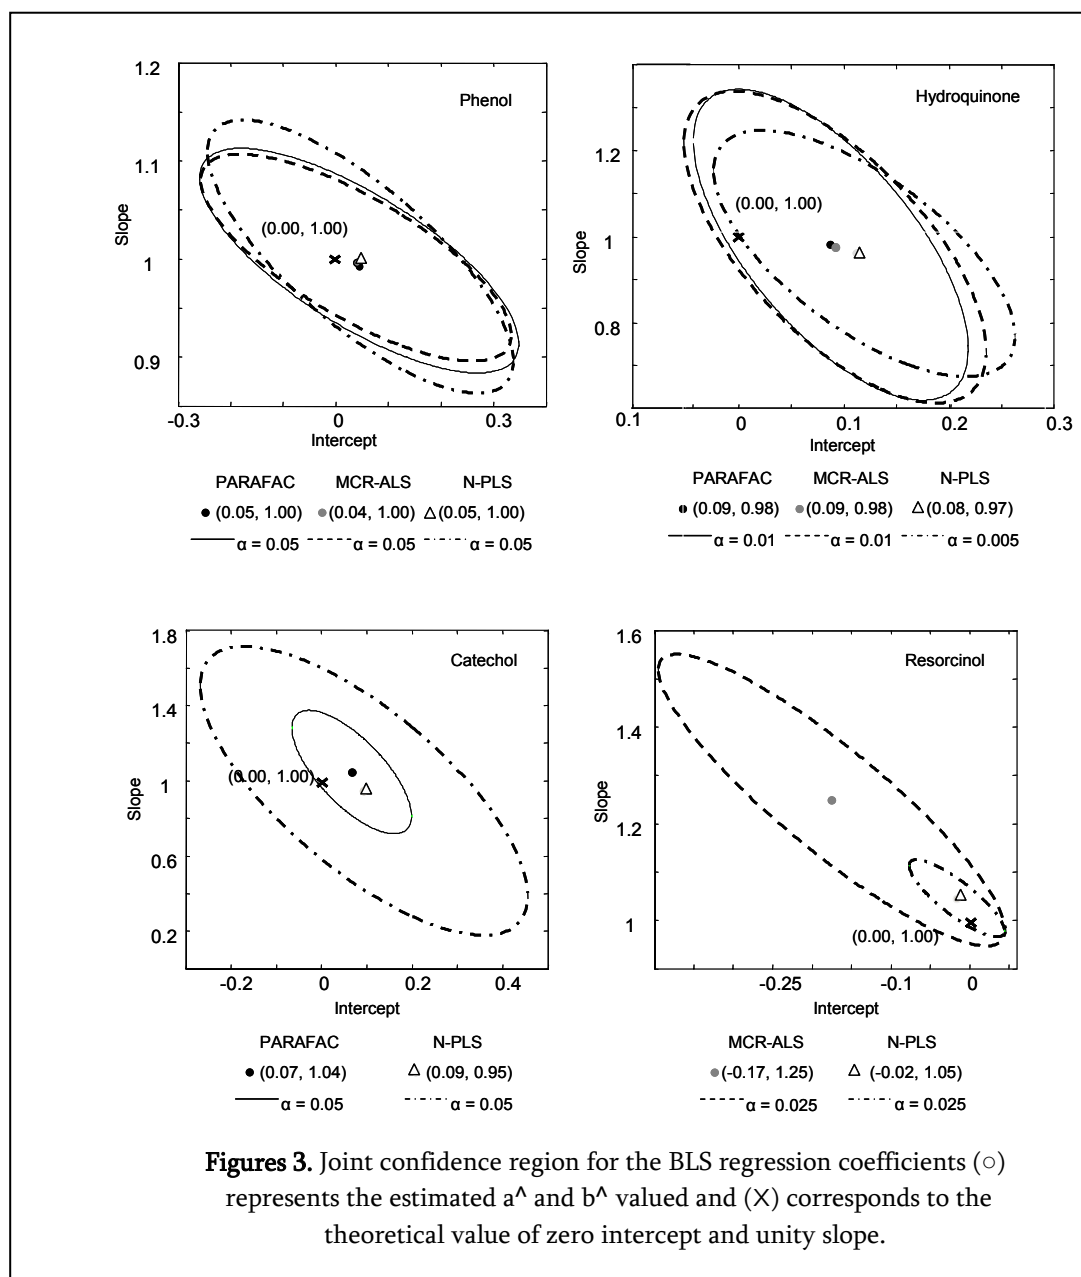 1.2
Phenol
1.1
(0.00, 1.00)
Slope
1
0.9
-0.3
0
0.3
Intercept
PARAFAC MCR-ALS N-PLS
● (0.05, 1.00) ● (0.04, 1.00) △ (0.05, 1.00)
α = 0.05 α = 0.05 α = 0.05
Hydroquinone
1.2
(0.00, 1.00)
Slope
1
0.8
0.1
0
0.1
0.2
0.3
Intercept
PARAFAC MCR-ALS N-PLS
● (0.09, 0.98) ● (0.09, 0.98) △ (0.08, 0.97)
α = 0.01 α = 0.01 α = 0.005
1.8
Catechol
1.4
(0.00, 1.00)
1
Slope
0.6
0.2
-0.2
0
0.2
0.4
Intercept
PARAFAC N-PLS
● (0.07, 1.04) △ (0.09, 0.95)
α = 0.05 α = 0.05
1.6
Resorcinol
1.4
Slope
1.2
1
(0.00, 1.00)
-0.25
-0.1
0
Intercept
MCR-ALS N-PLS
● (-0.17, 1.25) △ (-0.02, 1.05)
α = 0.025 α = 0.025
Figures 3. Joint confidence region for the BLS regression coefficients (○)
represents the estimated a^ and b^ valued and (X) corresponds to the
theoretical value of zero intercept and unity slope.